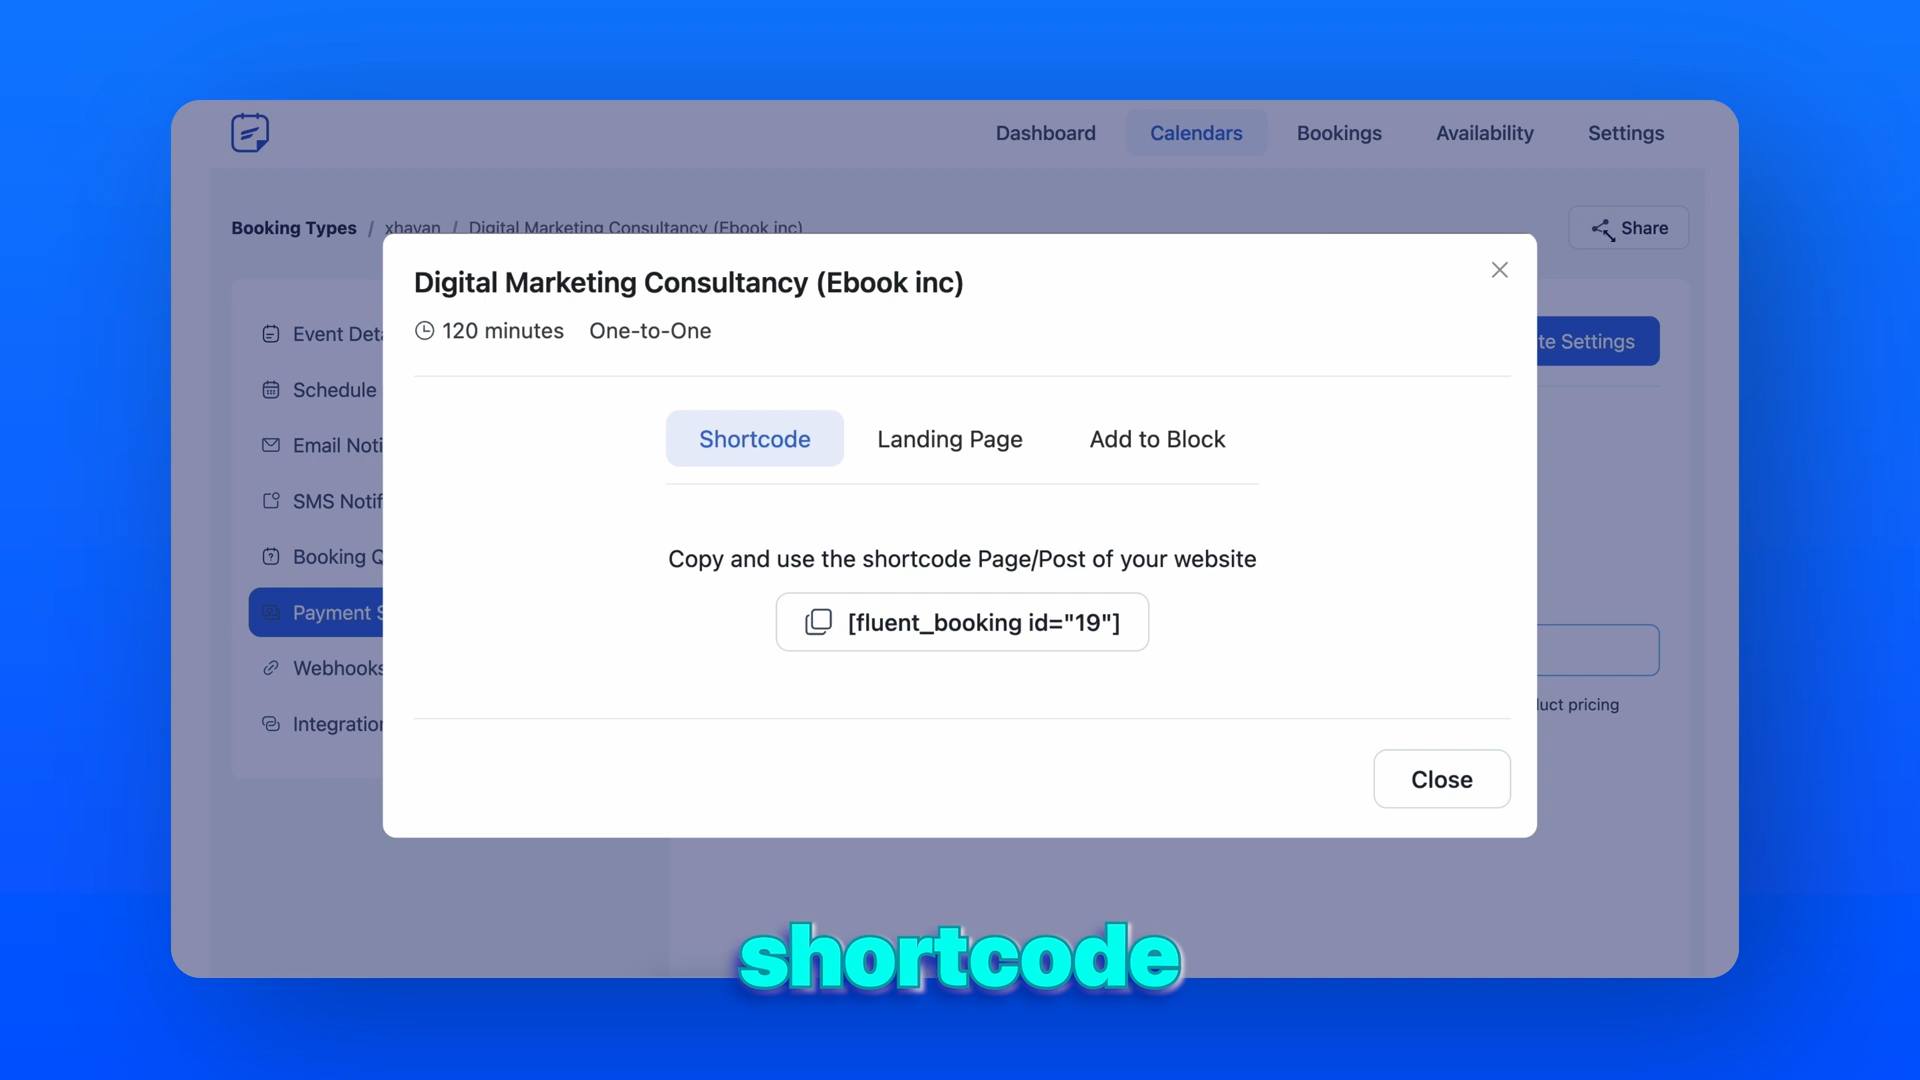 Dashboard Calendars Bookings Availability Settings
Booking Types / xhayan / Digital Marketing Consultancy (Ebook inc)
Share
Digital Marketing Consultancy (Ebook inc)
120 minutes One-to-One
Event Deta
te Settings
Schedule
Shortcode Landing Page Add to Block
Email Noti
SMS Notif
Booking Q
Copy and use the shortcode Page/Post of your website
Payment S
[fluent_booking id="19"]
Webhooks
uct pricing
Integration
Close
shortcode